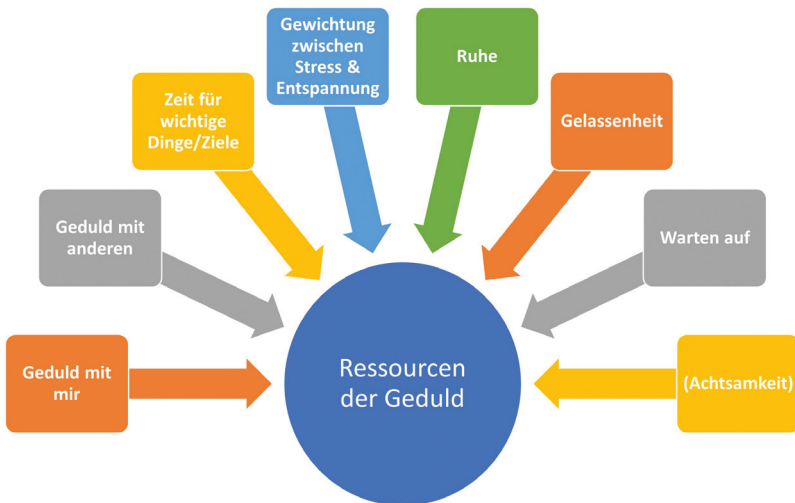 Gewichtung
zwischen
Stress &
Entspannung
Ruhe
Zeit für
wichtige
Dinge/Ziele
Gelassenheit
Geduld mit
anderen
Warten auf
Geduld mit
mir
Ressourcen
der Geduld
(Achtsamkeit)